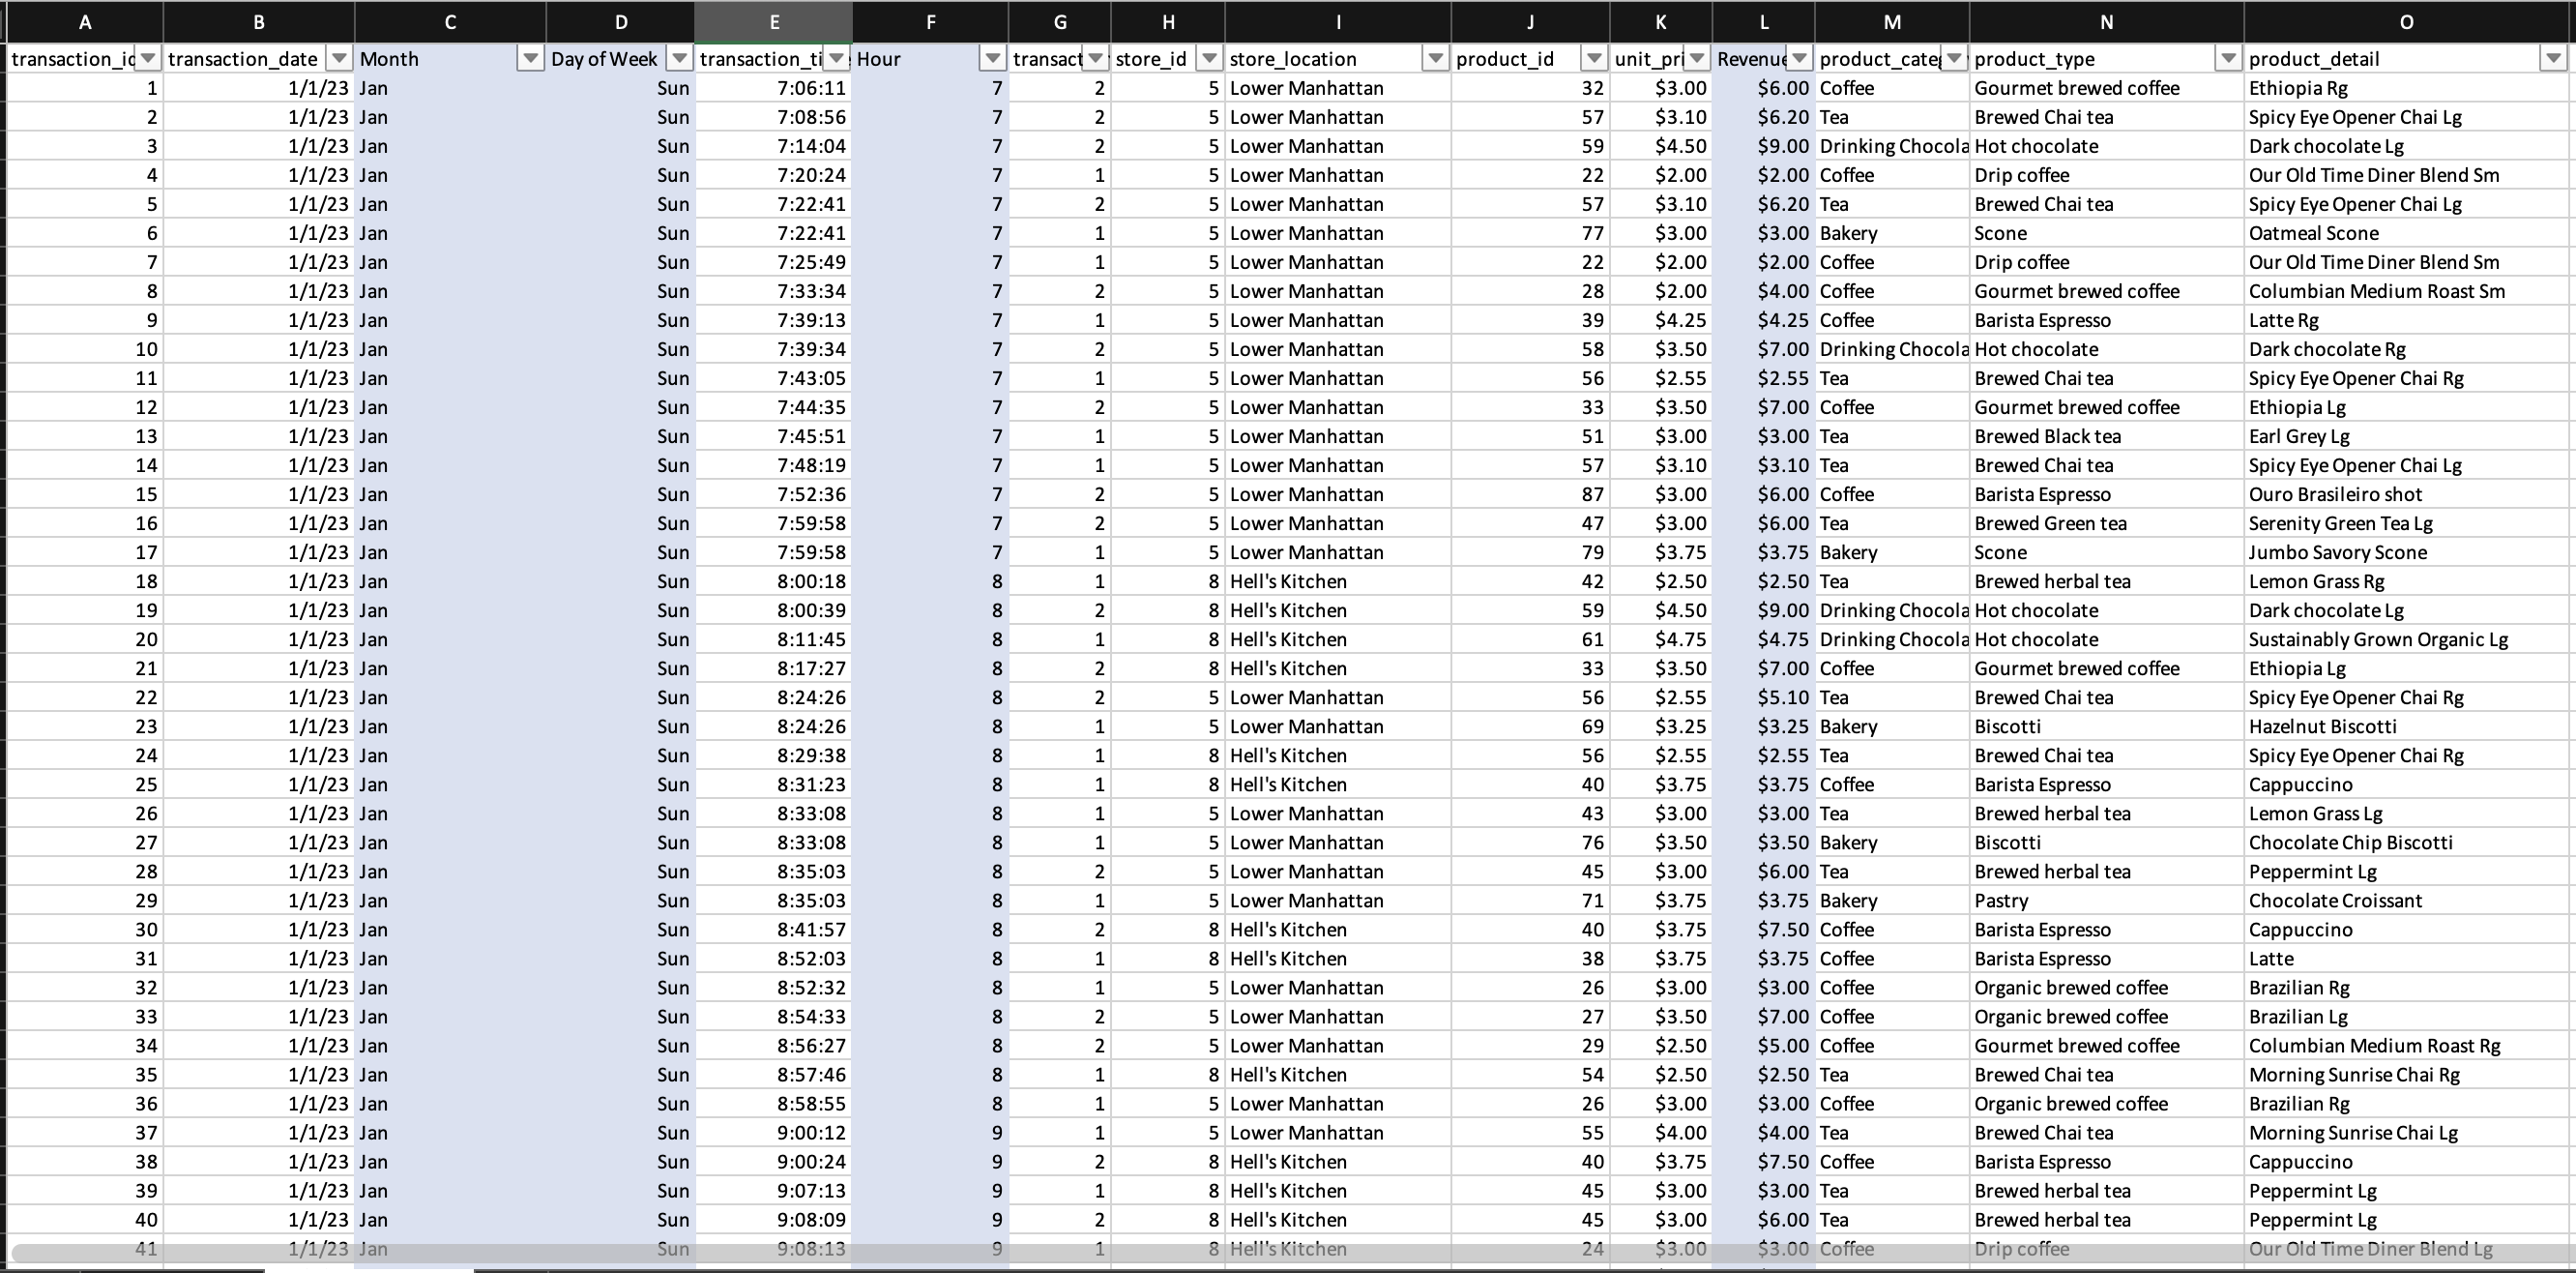 A B C D E F G H I J K L M N O
transaction_id transaction_date Month Day of Week transaction_ti Hour transact store_id store_location product_id unit_pri Revenue product_categ product_type product_detail
1 1/1/23 Jan Sun 7:06:11 7 2 5 Lower Manhattan 32 $3.00 $6.00 Coffee Gourmet brewed coffee Ethiopia Rg
2 1/1/23 Jan Sun 7:08:56 7 2 5 Lower Manhattan 57 $3.10 $6.20 Tea Brewed Chai tea Spicy Eye Opener Chai Lg
3 1/1/23 Jan Sun 7:14:04 7 2 5 Lower Manhattan 59 $4.50 $9.00 Drinking Chocola Hot chocolate Dark chocolate Lg
4 1/1/23 Jan Sun 7:20:24 7 1 5 Lower Manhattan 22 $2.00 $2.00 Coffee Drip coffee Our Old Time Diner Blend Sm
5 1/1/23 Jan Sun 7:22:41 7 2 5 Lower Manhattan 57 $3.10 $6.20 Tea Brewed Chai tea Spicy Eye Opener Chai Lg
6 1/1/23 Jan Sun 7:22:41 7 1 5 Lower Manhattan 77 $3.00 $3.00 Bakery Scone Oatmeal Scone
7 1/1/23 Jan Sun 7:25:49 7 1 5 Lower Manhattan 22 $2.00 $2.00 Coffee Drip coffee Our Old Time Diner Blend Sm
8 1/1/23 Jan Sun 7:33:34 7 2 5 Lower Manhattan 28 $2.00 $4.00 Coffee Gourmet brewed coffee Columbian Medium Roast Sm
9 1/1/23 Jan Sun 7:39:13 7 1 5 Lower Manhattan 39 $4.25 $4.25 Coffee Barista Espresso Latte Rg
10 1/1/23 Jan Sun 7:39:34 7 2 5 Lower Manhattan 58 $3.50 $7.00 Drinking Chocola Hot chocolate Dark chocolate Rg
11 1/1/23 Jan Sun 7:43:05 7 1 5 Lower Manhattan 56 $2.55 $2.55 Tea Brewed Chai tea Spicy Eye Opener Chai Rg
12 1/1/23 Jan Sun 7:44:35 7 2 5 Lower Manhattan 33 $3.50 $7.00 Coffee Gourmet brewed coffee Ethiopia Lg
13 1/1/23 Jan Sun 7:45:51 7 1 5 Lower Manhattan 51 $3.00 $3.00 Tea Brewed Black tea Earl Grey Lg
14 1/1/23 Jan Sun 7:48:19 7 1 5 Lower Manhattan 57 $3.10 $3.10 Tea Brewed Chai tea Spicy Eye Opener Chai Lg
15 1/1/23 Jan Sun 7:52:36 7 2 5 Lower Manhattan 87 $3.00 $6.00 Coffee Barista Espresso Ouro Brasileiro shot
16 1/1/23 Jan Sun 7:59:58 7 2 5 Lower Manhattan 47 $3.00 $6.00 Tea Brewed Green tea Serenity Green Tea Lg
17 1/1/23 Jan Sun 7:59:58 7 1 5 Lower Manhattan 79 $3.75 $3.75 Bakery Scone Jumbo Savory Scone
18 1/1/23 Jan Sun 8:00:18 8 1 8 Hell's Kitchen 42 $2.50 $2.50 Tea Brewed herbal tea Lemon Grass Rg
19 1/1/23 Jan Sun 8:00:39 8 2 8 Hell's Kitchen 59 $4.50 $9.00 Drinking Chocola Hot chocolate Dark chocolate Lg
20 1/1/23 Jan Sun 8:11:45 8 1 8 Hell's Kitchen 61 $4.75 $4.75 Drinking Chocola Hot chocolate Sustainably Grown Organic Lg
21 1/1/23 Jan Sun 8:17:27 8 2 8 Hell's Kitchen 33 $3.50 $7.00 Coffee Gourmet brewed coffee Ethiopia Lg
22 1/1/23 Jan Sun 8:24:26 8 2 5 Lower Manhattan 56 $2.55 $5.10 Tea Brewed Chai tea Spicy Eye Opener Chai Rg
23 1/1/23 Jan Sun 8:24:26 8 1 5 Lower Manhattan 69 $3.25 $3.25 Bakery Biscotti Hazelnut Biscotti
24 1/1/23 Jan Sun 8:29:38 8 1 8 Hell's Kitchen 56 $2.55 $2.55 Tea Brewed Chai tea Spicy Eye Opener Chai Rg
25 1/1/23 Jan Sun 8:31:23 8 1 8 Hell's Kitchen 40 $3.75 $3.75 Coffee Barista Espresso Cappuccino
26 1/1/23 Jan Sun 8:33:08 8 1 5 Lower Manhattan 43 $3.00 $3.00 Tea Brewed herbal tea Lemon Grass Lg
27 1/1/23 Jan Sun 8:33:08 8 1 5 Lower Manhattan 76 $3.50 $3.50 Bakery Biscotti Chocolate Chip Biscotti
28 1/1/23 Jan Sun 8:35:03 8 2 5 Lower Manhattan 45 $3.00 $6.00 Tea Brewed herbal tea Peppermint Lg
29 1/1/23 Jan Sun 8:35:03 8 1 5 Lower Manhattan 71 $3.75 $3.75 Bakery Pastry Chocolate Croissant
30 1/1/23 Jan Sun 8:41:57 8 2 8 Hell's Kitchen 40 $3.75 $7.50 Coffee Barista Espresso Cappuccino
31 1/1/23 Jan Sun 8:52:03 8 1 8 Hell's Kitchen 38 $3.75 $3.75 Coffee Barista Espresso Latte
32 1/1/23 Jan Sun 8:52:32 8 1 5 Lower Manhattan 26 $3.00 $3.00 Coffee Organic brewed coffee Brazilian Rg
33 1/1/23 Jan Sun 8:54:33 8 2 5 Lower Manhattan 27 $3.50 $7.00 Coffee Organic brewed coffee Brazilian Lg
34 1/1/23 Jan Sun 8:56:27 8 2 5 Lower Manhattan 29 $2.50 $5.00 Coffee Gourmet brewed coffee Columbian Medium Roast Rg
35 1/1/23 Jan Sun 8:57:46 8 1 8 Hell's Kitchen 54 $2.50 $2.50 Tea Brewed Chai tea Morning Sunrise Chai Rg
36 1/1/23 Jan Sun 8:58:55 8 1 5 Lower Manhattan 26 $3.00 $3.00 Coffee Organic brewed coffee Brazilian Rg
37 1/1/23 Jan Sun 9:00:12 9 1 5 Lower Manhattan 55 $4.00 $4.00 Tea Brewed Chai tea Morning Sunrise Chai Lg
38 1/1/23 Jan Sun 9:00:24 9 2 8 Hell's Kitchen 40 $3.75 $7.50 Coffee Barista Espresso Cappuccino
39 1/1/23 Jan Sun 9:07:13 9 1 8 Hell's Kitchen 45 $3.00 $3.00 Tea Brewed herbal tea Peppermint Lg
40 1/1/23 Jan Sun 9:08:09 9 2 8 Hell's Kitchen 45 $3.00 $6.00 Tea Brewed herbal tea Peppermint Lg
41 1/1/23 Jan Sun 9:08:13 9 1 8 Hell's Kitchen 24 $3.00 $3.00 Coffee Drip coffee Our Old Time Diner Blend Lg